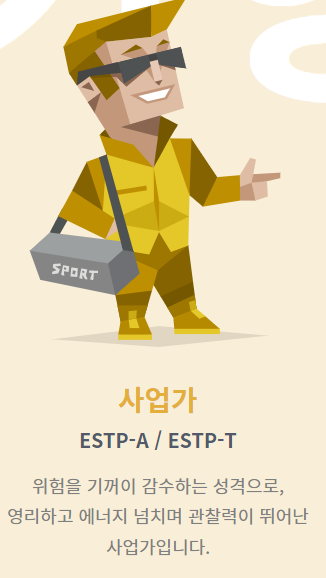 SPORT
사업가
ESTP-A / ESTP-T
위험을 기꺼이 감수하는 성격으로,
영리하고 에너지 넘치며 관찰력이 뛰어난
사업가입니다.